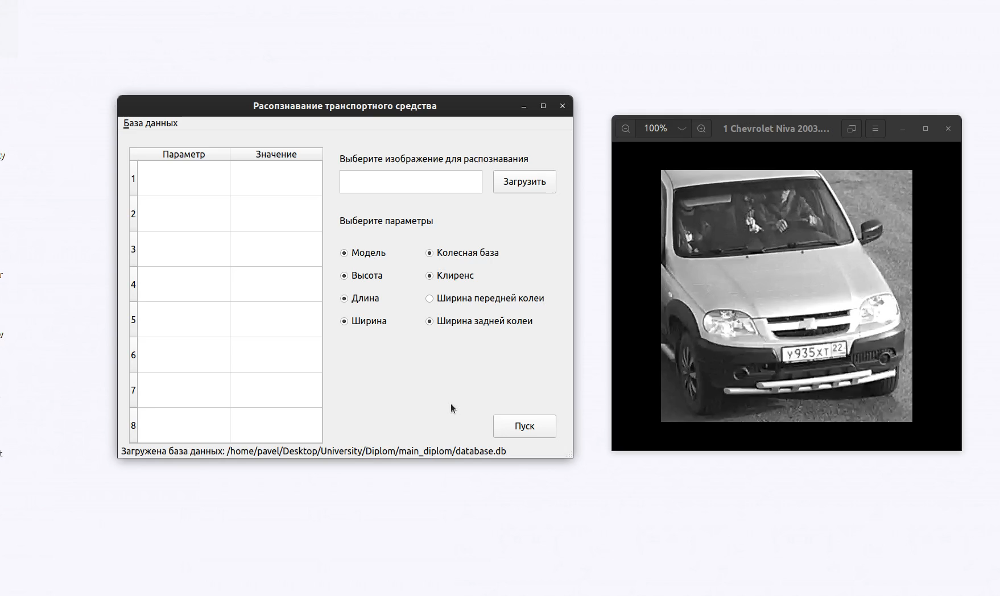 Расопзнавание транспортного средства
База данных
Параметр
Значение
1
2
3
4
5
6
7
8
Выберите изображение для распознавания
Загрузить
Выберите параметры
Модель
Колесная база
Высота
Клиренс
Длина
Ширина передней колеи
Ширина
Ширина задней колеи
Пуск
Загружена база данных: /home/pavel/Desktop/University/Diplom/main_diplom/database.db
100%
1 Chevrolet Niva 2003....
У935ХТ 22